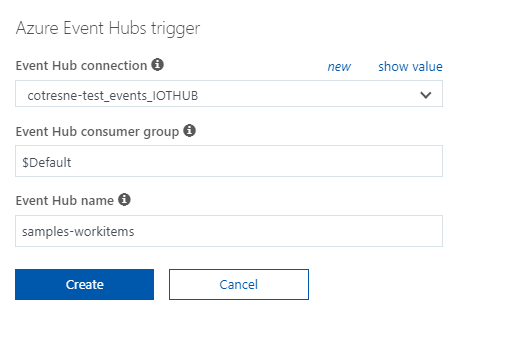 Azure Event Hubs trigger
Event Hub connection new show value
cotresne-test_events_IOTHUB
Event Hub consumer group
$Default
Event Hub name
samples-workitems
Create Cancel